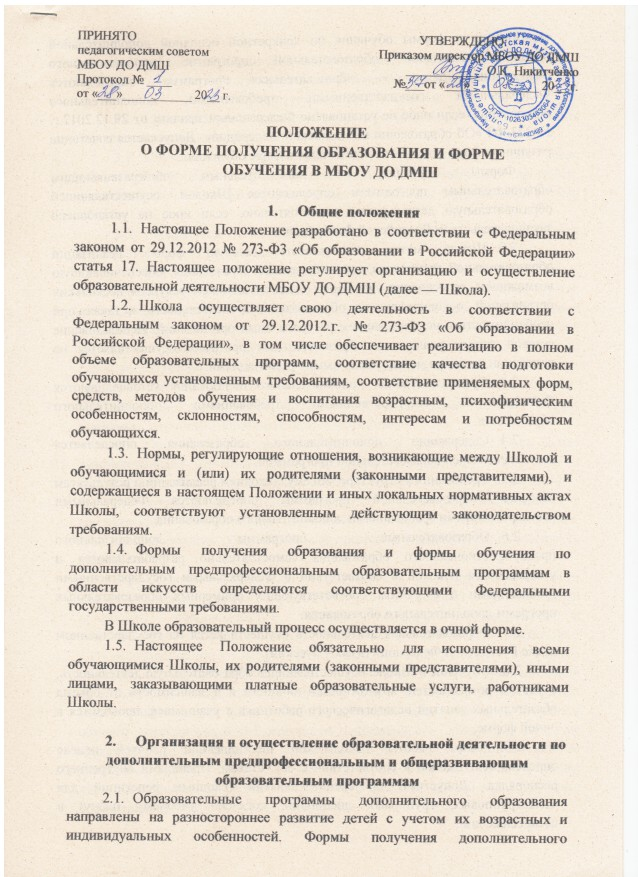 ПРИНЯТО
педагогическим советом
МБОУ ДО ДМШ
Протокол № 1
от «28» 03 2023 г.
УТВЕРЖДЕНО
Приказом директор МБОУ ДО ДМШ
О.К. Никитченко
№ 37 от «28» 03 20 г.
ОГРН 1026303465064
ПОЛОЖЕНИЕ
О ФОРМЕ ПОЛУЧЕНИЯ ОБРАЗОВАНИЯ И ФОРМЕ
ОБУЧЕНИЯ В МБОУ ДО ДМШ
1. Общие положения
1.1. Настоящее Положение разработано в соответствии с Федеральным
законом от 29.12.2012 № 273-ФЗ «Об образовании в Российской Федерации»
статья 17. Настоящее положение регулирует организацию и осуществление
образовательной деятельности МБОУ ДО ДМШ (далее — Школа).
1.2. Школа осуществляет свою деятельность в соответствии с
Федеральным законом от 29.12.2012.г. № 273-ФЗ «Об образовании в
Российской Федерации», в том числе обеспечивает реализацию в полном
объеме образовательных программ, соответствие качества подготовки
обучающихся установленным требованиям, соответствие применяемых форм,
средств, методов обучения и воспитания возрастным, психофизическим
особенностям, склонностям, способностям, интересам и потребностям
обучающихся.
1.3. Нормы, регулирующие отношения, возникающие между Школой и
обучающимися и (или) их родителями (законными представителями), и
содержащиеся в настоящем Положении и иных локальных нормативных актах
Школы, соответствуют установленным действующим законодательством
требованиям.
1.4. Формы получения образования и формы обучения по
дополнительным предпрофессиональным образовательным программам в
области искусств определяются соответствующими Федеральными
государственными требованиями.
В Школе образовательный процесс осуществляется в очной форме.
1.5. Настоящее Положение обязательно для исполнения всеми
обучающимися Школы, их родителями (законными представителями), иными
лицами, заказывающими платные образовательные услуги, работниками
Школы.
2. Организация и осуществление образовательной деятельности по
дополнительным предпрофессиональным и общеразвивающим
образовательным программам
2.1. Образовательные программы дополнительного образования
направлены на разностороннее развитие детей с учетом их возрастных и
индивидуальных особенностей. Формы получения дополнительного